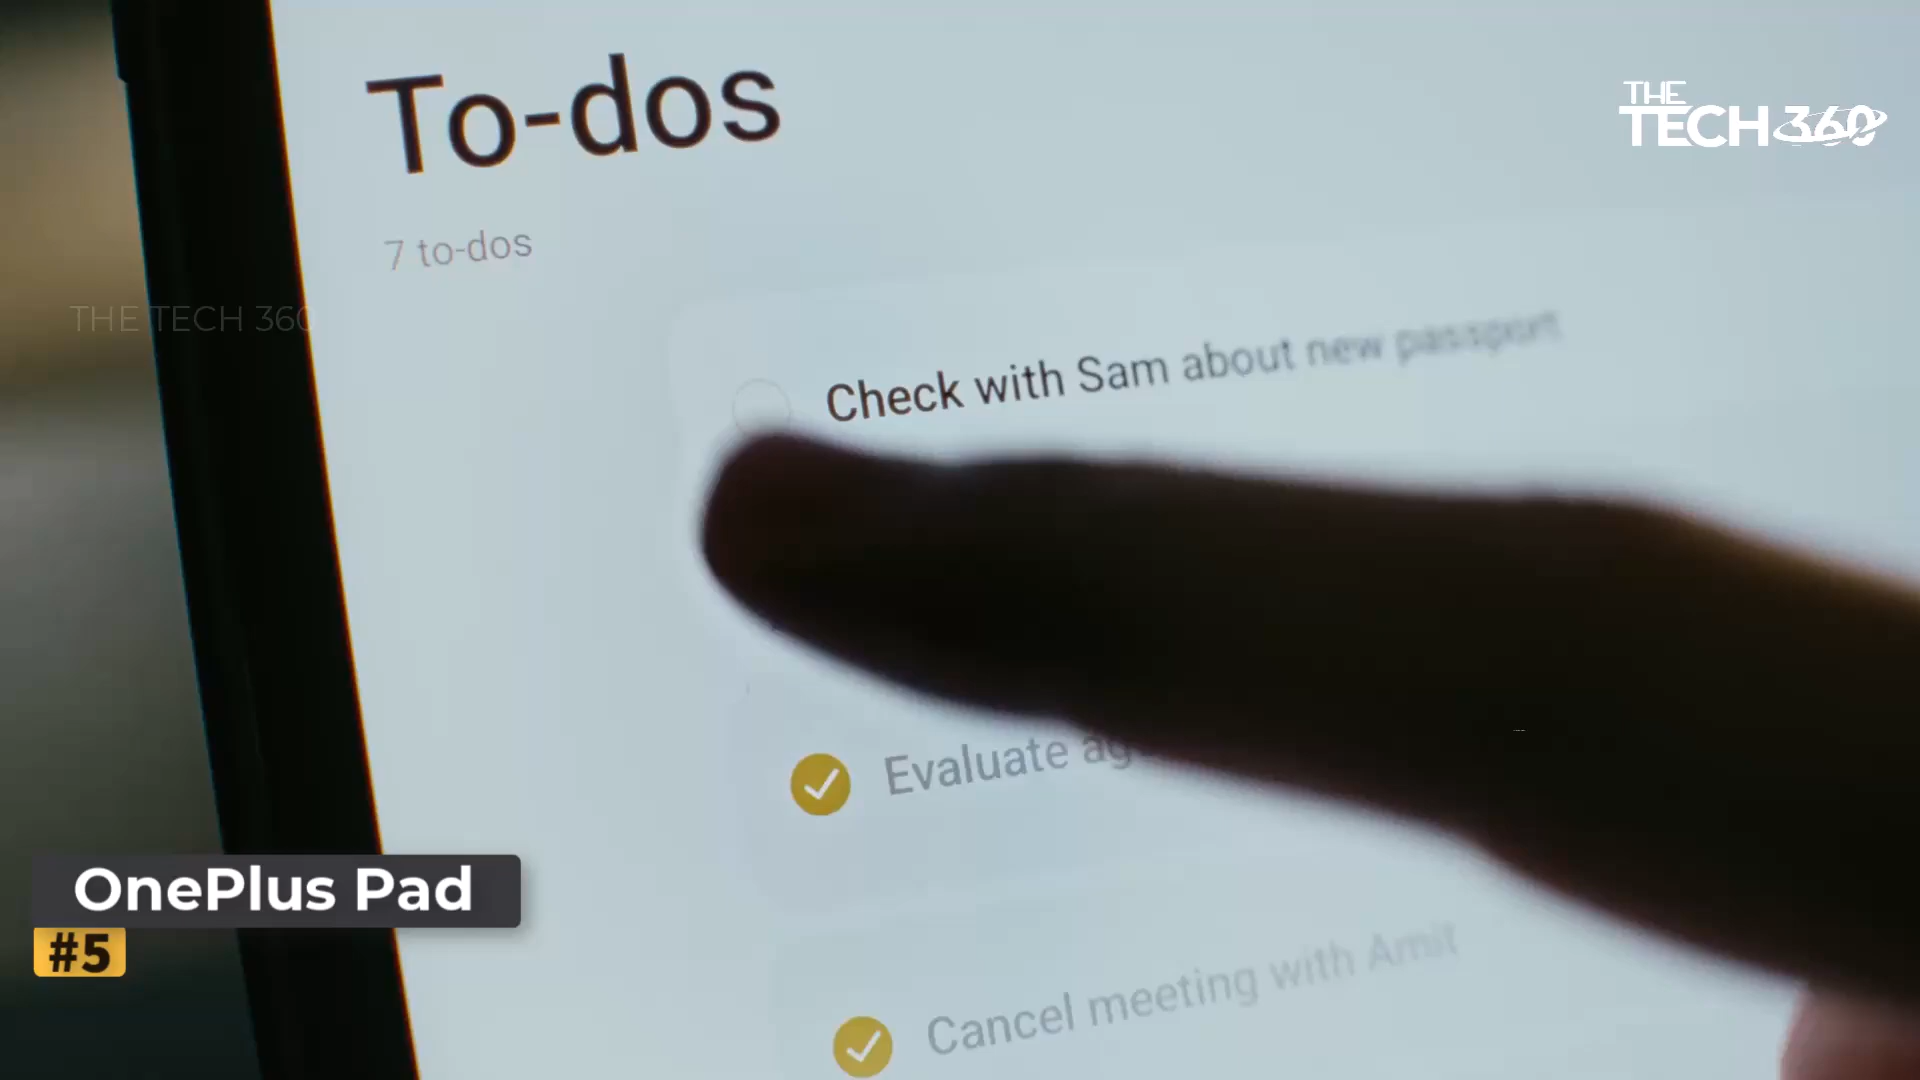 To-dos
THE
TECH 360
7 to-dos
THE TECH 360
Check with Sam about new passport
Evaluate
Cancel meeting with Amit
OnePlus Pad
#5